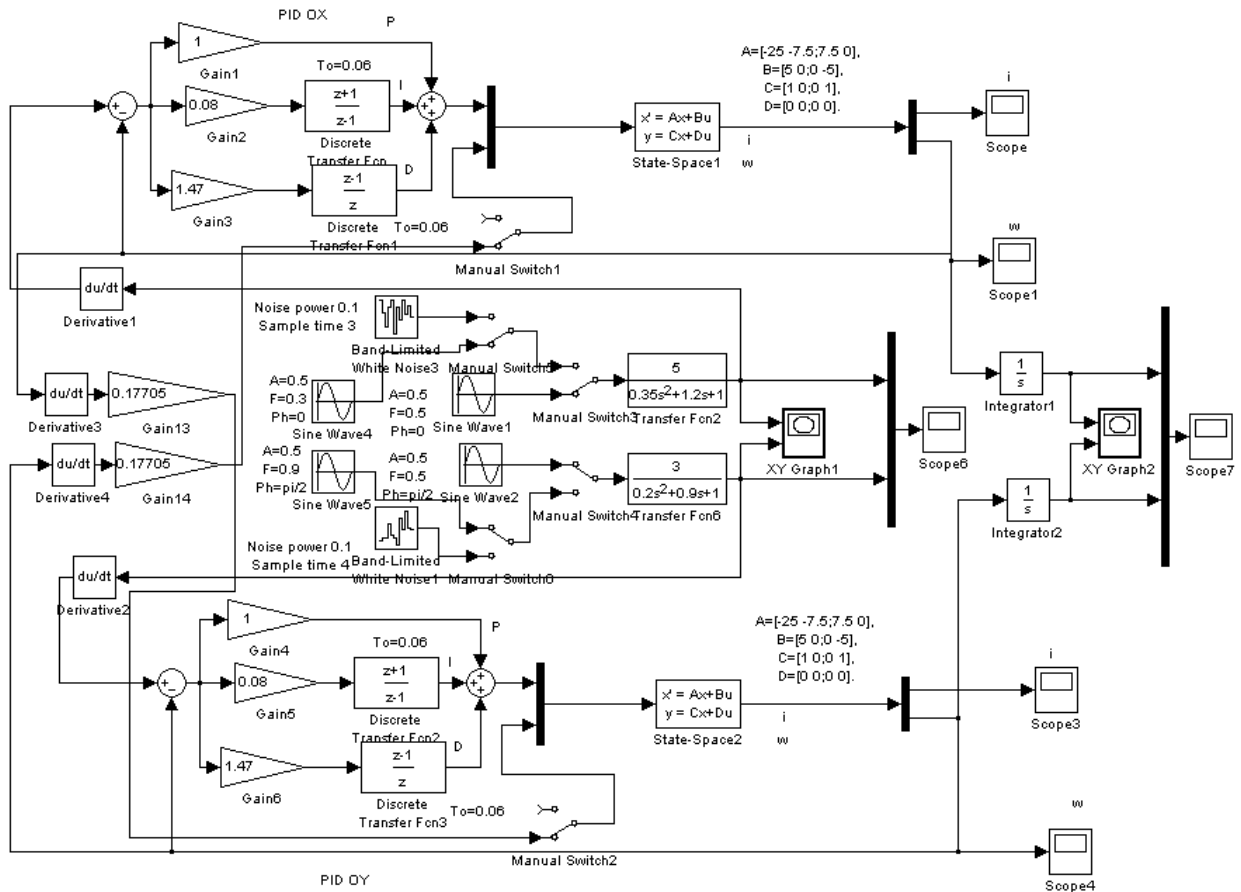 PID OX
P
1
Gain1
To=0.06
I
0.08
Gain2
z+1
z-1
Discrete
Transfer Fcn
D
1.47
Gain3
z-1
z
Discrete
Transfer Fcn1
To=0.06
Manual Switch1
x' = Ax+Bu
y = Cx+Du
State-Space1
A=[-25 -7.5;7.5 0],
B=[5 0;0 -5],
C=[1 0;0 1],
D=[0 0;0 0].
i
w
i
Scope
w
Scope1
du/dt
Derivative1
Noise power 0.1
Sample time 3
Band-Limited
White Noise3
Manual Switch5
A=0.5
F=0.3
Ph=0
Sine Wave4
A=0.5
F=0.5
Ph=0
Sine Wave1
Manual Switch3
5
0.35s2+1.2s+1
Transfer Fcn2
du/dt
Derivative3
0.17705
Gain13
du/dt
Derivative4
0.17705
Gain14
A=0.5
F=0.9
Ph=pi/2
Sine Wave5
A=0.5
F=0.5
Ph=pi/2
Sine Wave2
Manual Switch4
3
0.2s2+0.9s+1
Transfer Fcn6
XY Graph1
Scope6
1
s
Integrator1
XY Graph2
Scope7
1
s
Integrator2
Noise power 0.1
Sample time 4
Band-Limited
White Noise1
Manual Switch6
du/dt
Derivative2
1
Gain4
P
To=0.06
I
0.08
Gain5
z+1
z-1
Discrete
Transfer Fcn2
D
1.47
Gain6
z-1
z
Discrete
Transfer Fcn3
To=0.06
Manual Switch2
x' = Ax+Bu
y = Cx+Du
State-Space2
A=[-25 -7.5;7.5 0],
B=[5 0;0 -5],
C=[1 0;0 1],
D=[0 0;0 0].
i
w
i
Scope3
w
Scope4
PID OY